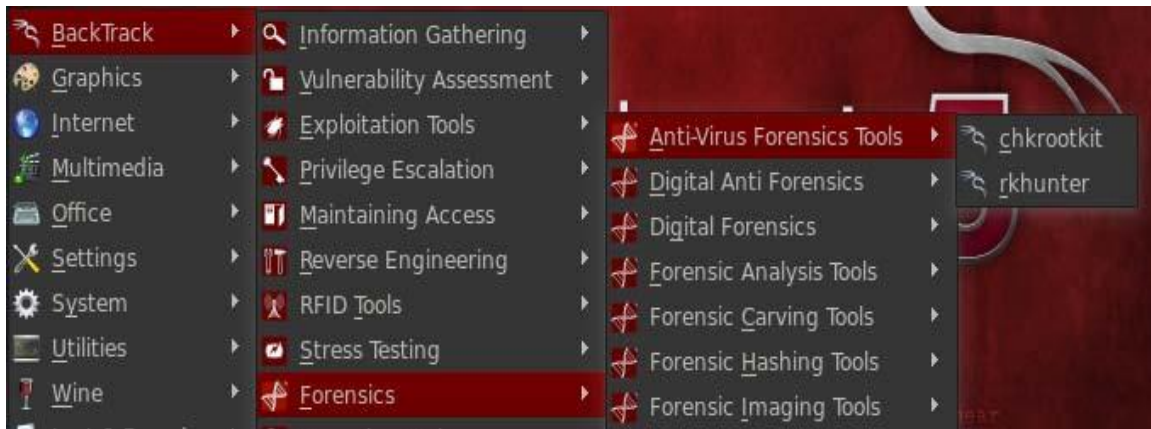 BackTrack
Graphics
Internet
Multimedia
Office
Settings
System
Utilities
Wine
Information Gathering
Vulnerability Assessment
Exploitation Tools
Privilege Escalation
Maintaining Access
Reverse Engineering
RFID Tools
Stress Testing
Forensics
Anti-Virus Forensics Tools
Digital Anti Forensics
Digital Forensics
Forensic Analysis Tools
Forensic Carving Tools
Forensic Hashing Tools
Forensic Imaging Tools
chkrootkit
rkhunter